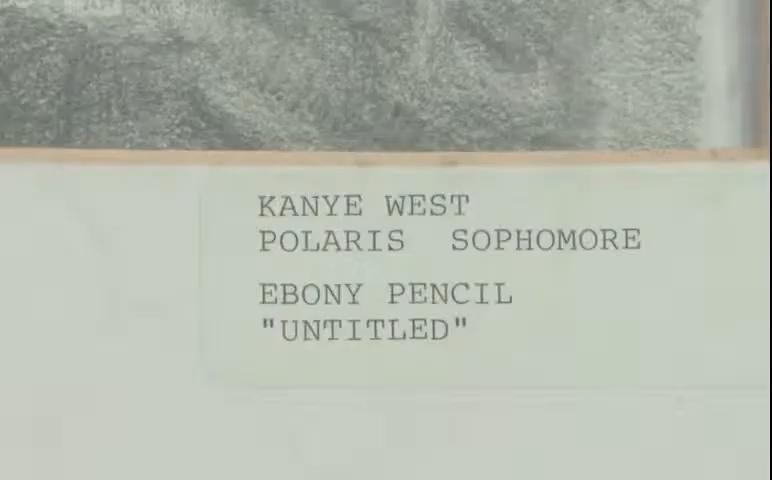 KANYE WEST
POLARIS SOPHOMORE
EBONY PENCIL
"UNTITLED"